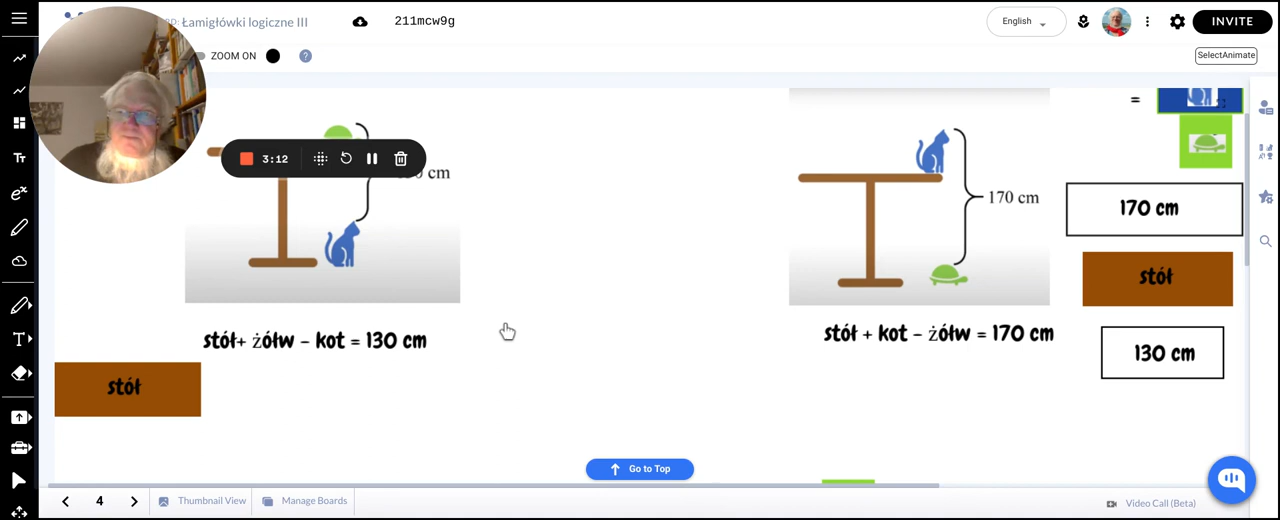 Łamigłówki logiczne III
211mcw9g
English
INVITE
ZOOM ON
?
SelectAnimate
3:12
cm
170 cm
=
170 cm
stół
130 cm
stół+ żółw - kot = 130 cm
stół + kot - żółw = 170 cm
stół
Go to Top
4
Thumbnail View
Manage Boards
Video Call (Beta)